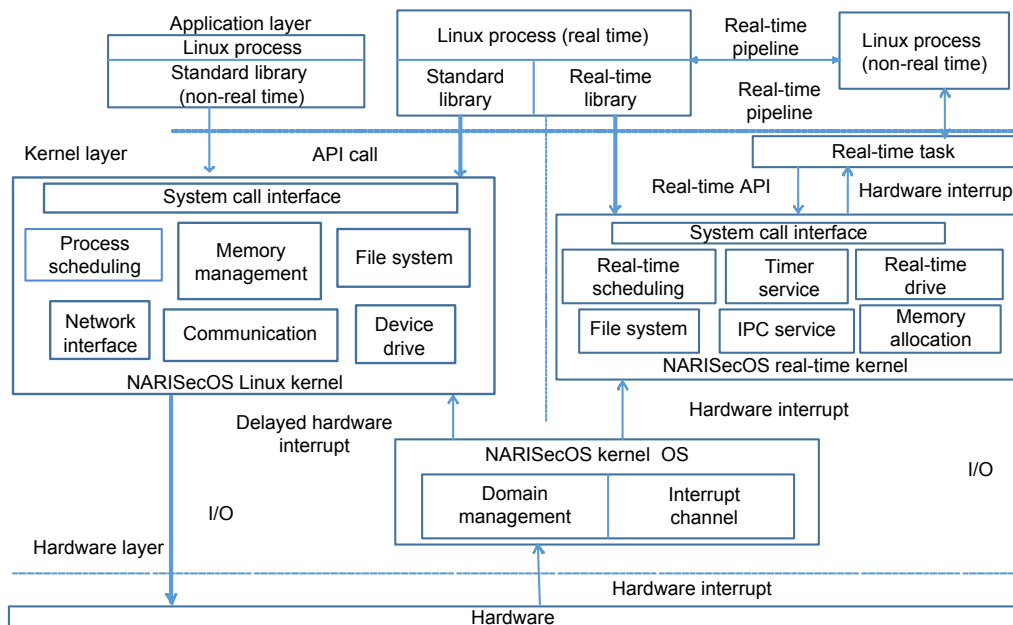 Application layer
Linux process
Standard library
(non-real time)
Linux process (real time)
Standard
library
Real-time
library
Real-time
pipeline
Linux process
(non-real time)
Real-time
pipeline
Kernel layer
API call
Real-time task
Real-time API
Hardware interrupt
System call interface
Process
scheduling
Memory
management
File system
Network
interface
Communication
Device
drive
NARISecOS Linux kernel
System call interface
Real-time
scheduling
Timer
service
Real-time
drive
File system
IPC service
Memory
allocation
NARISecOS real-time kernel
Delayed hardware
interrupt
Hardware interrupt
NARISecOS kernel OS
Domain
management
Interrupt
channel
I/O
I/O
Hardware layer
Hardware interrupt
Hardware